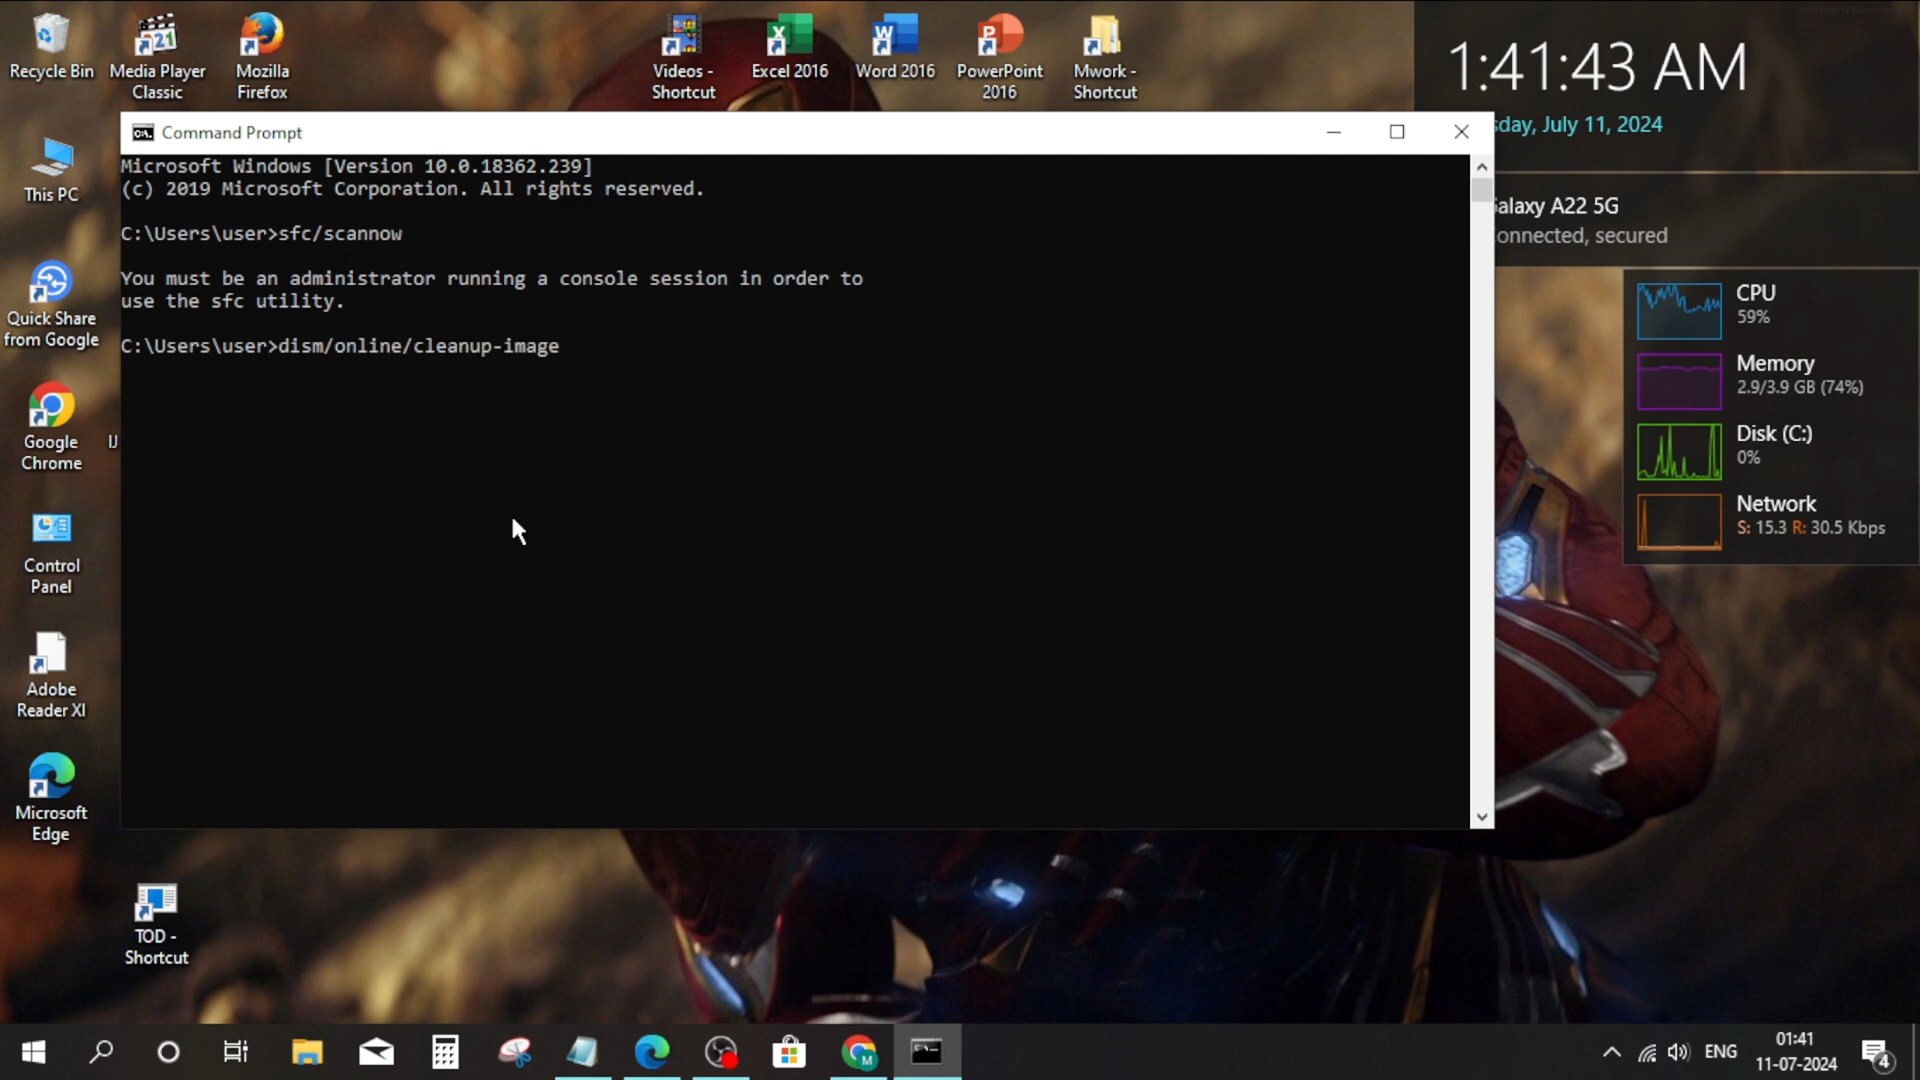 Recycle Bin
Media Player
Classic
Mozilla
Firefox
Videos -
Shortcut
Excel 2016
Word 2016
PowerPoint
2016
Mwork -
Shortcut
1:41:43 AM
sday, July 11, 2024
This PC
Quick Share
from Google
Google
Chrome
Control
Panel
Adobe
Reader XI
Microsoft
Edge
TOD -
Shortcut
Command Prompt
Microsoft Windows [Version 10.0.18362.239]
(c) 2019 Microsoft Corporation. All rights reserved.
C:\Users\user>sfc/scannow
You must be an administrator running a console session in order to
use the sfc utility.
C:\Users\user>dism/online/cleanup-image
alaxy A22 5G
onnected, secured
CPU
59%
Memory
2.9/3.9 GB (74%)
Disk (C:)
0%
Network
S: 15.3 R: 30.5 Kbps
ENG
01:41
11-07-2024
4